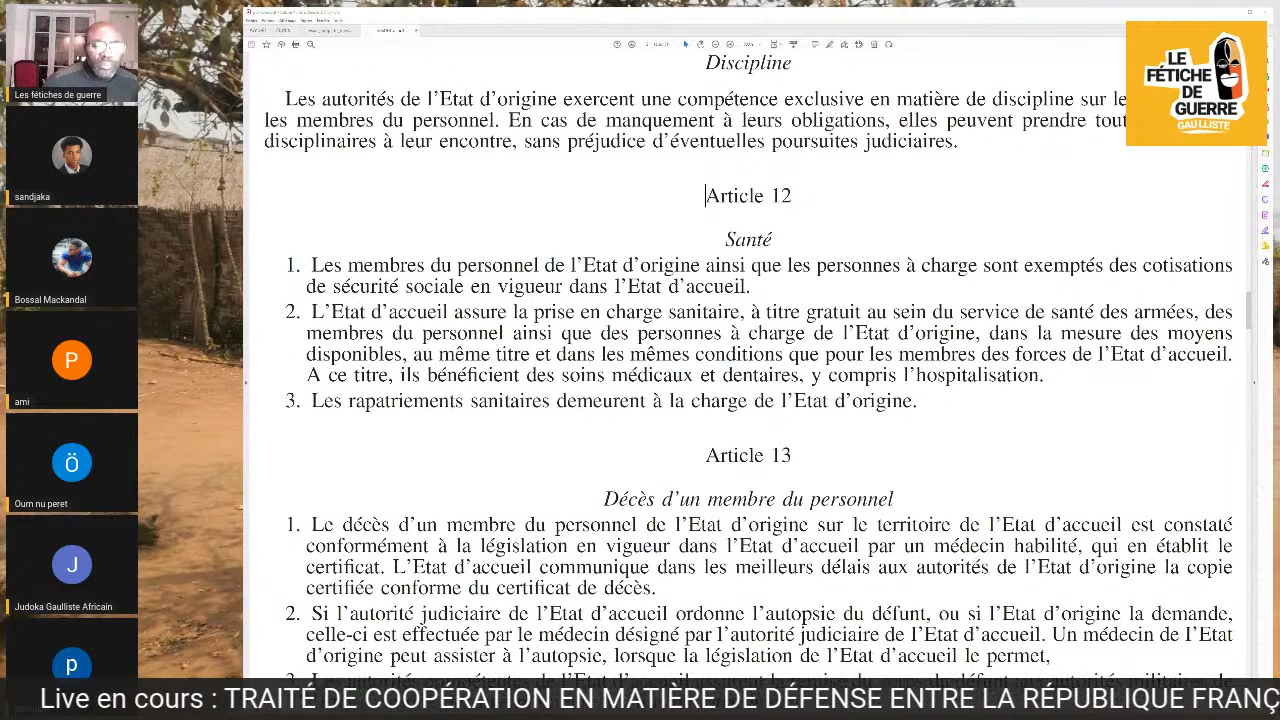 Les fétiches de guerre
sandjaka
Bossal Mackandal
P
ami
Ö
Oum nu peret
J
Judoka Gaulliste Africain
p
LE
FÉTICHE
DE
GUERRE
GAULLISTE
Discipline
Les autorités de l'Etat d'origine exercent une compétence exclusive en matière de discipline sur le
les membres du personnel. En cas de manquement à leurs obligations, elles peuvent prendre tout
disciplinaires à leur encontre, sans préjudice d'éventuelles poursuites judiciaires.
Article 12
Santé
1. Les membres du personnel de l'Etat d'origine ainsi que les personnes à charge sont exemptés des cotisations
de sécurité sociale en vigueur dans l'Etat d'accueil.
2. L'Etat d'accueil assure la prise en charge sanitaire, à titre gratuit au sein du service de santé des armées, des
membres du personnel ainsi que des personnes à charge de l'Etat d'origine, dans la mesure des moyens
disponibles, au même titre et dans les mêmes conditions que pour les membres des forces de l'Etat d'accueil.
A ce titre, ils bénéficient des soins médicaux et dentaires, y compris l'hospitalisation.
3. Les rapatriements sanitaires demeurent à la charge de l'Etat d'origine.
Article 13
Décès d'un membre du personnel
1. Le décès d'un membre du personnel de l'Etat d'origine sur le territoire de l'Etat d'accueil est constaté
conformément à la législation en vigueur dans l'Etat d'accueil par un médecin habilité, qui en établit le
certificat. L'Etat d'accueil communique dans les meilleurs délais aux autorités de l'Etat d'origine la copie
certifiée conforme du certificat de décès.
2. Si l'autorité judiciaire de l'Etat d'accueil ordonne l'autopsie du défunt, ou si l'Etat d'origine la demande,
celle-ci est effectuée par le médecin désigné par l'autorité judiciaire de l'Etat d'accueil. Un médecin de l'Etat
d'origine peut assister à l'autopsie, lorsque la législation de l'Etat d'accueil le permet,
Live en cours : TRAITÉ DE COOPÉRATION EN MATIÈRE DE DÉFENSE ENTRE LA RÉPUBLIQUE FRANÇ